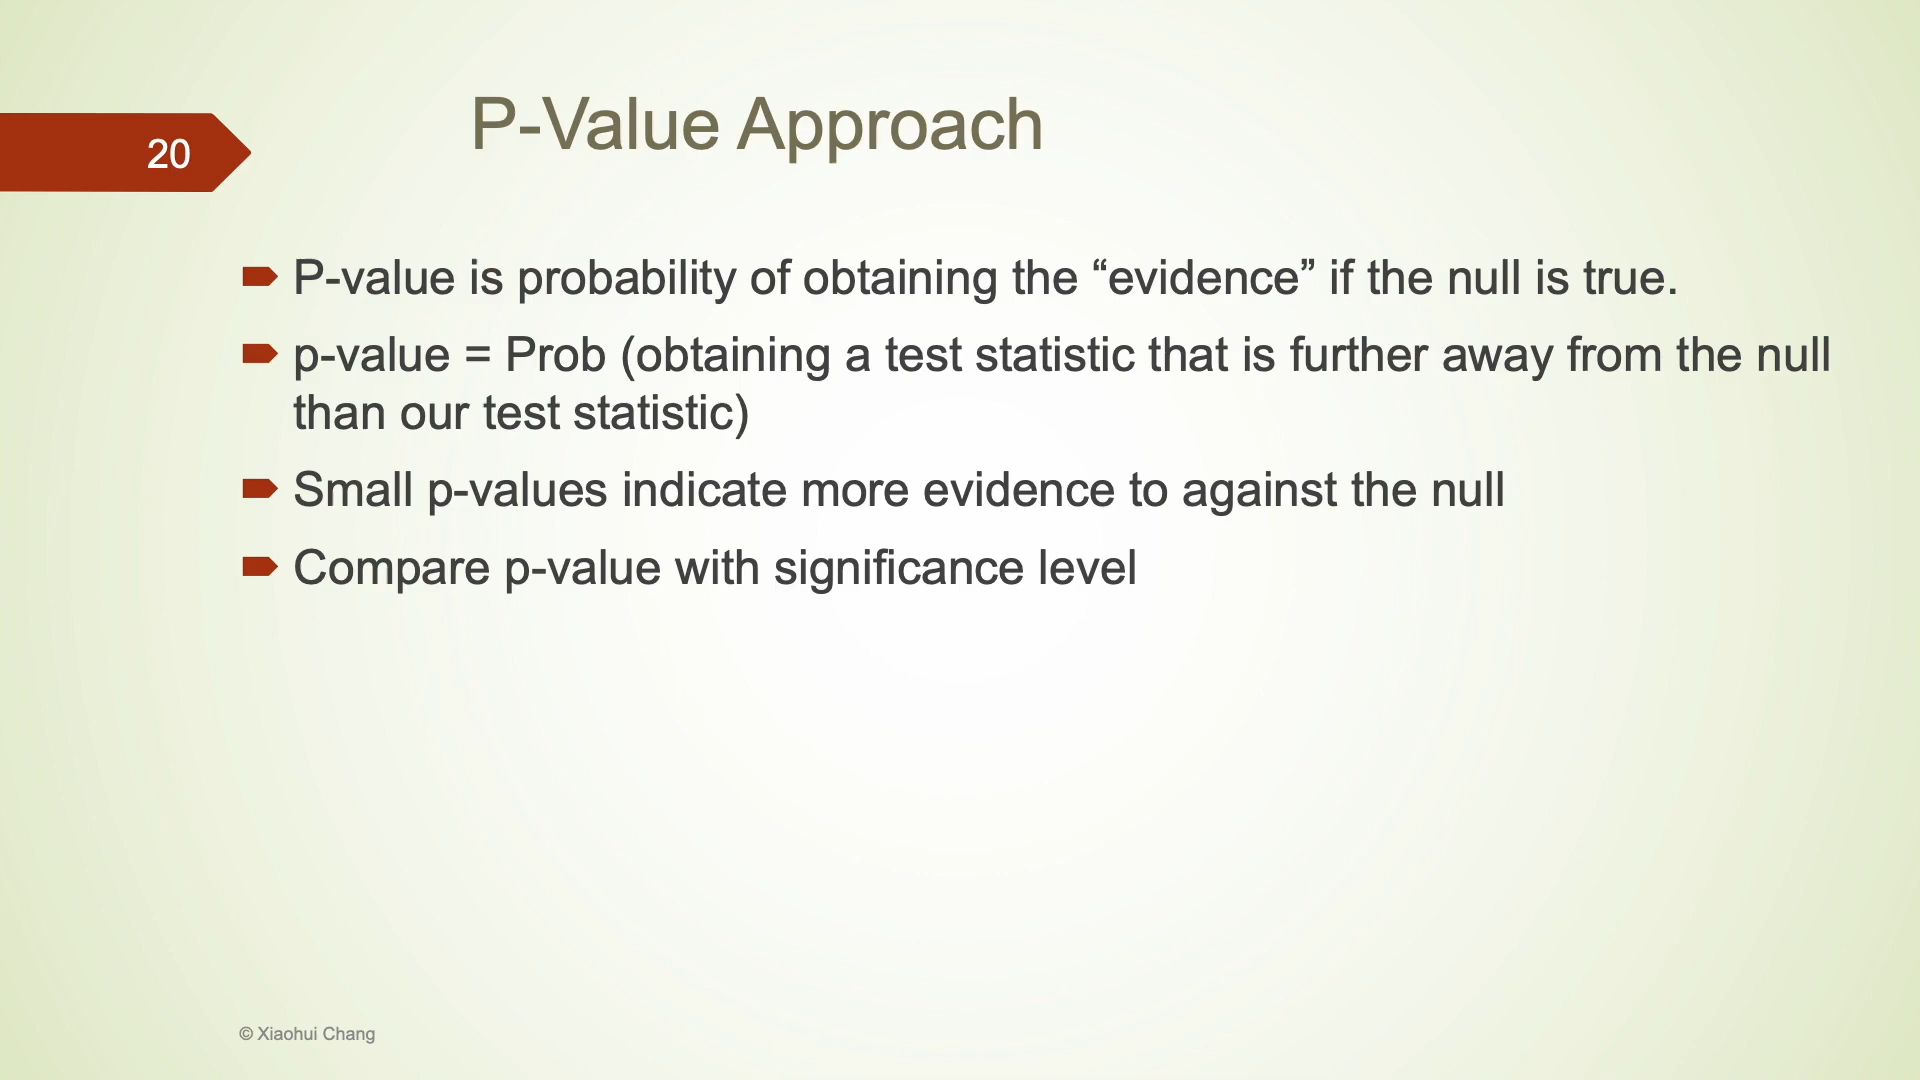 20
P-Value Approach
P-value is probability of obtaining the “evidence” if the null is true.
p-value = Prob (obtaining a test statistic that is further away from the null
than our test statistic)
Small p-values indicate more evidence to against the null
Compare p-value with significance level
© Xiaohui Chang